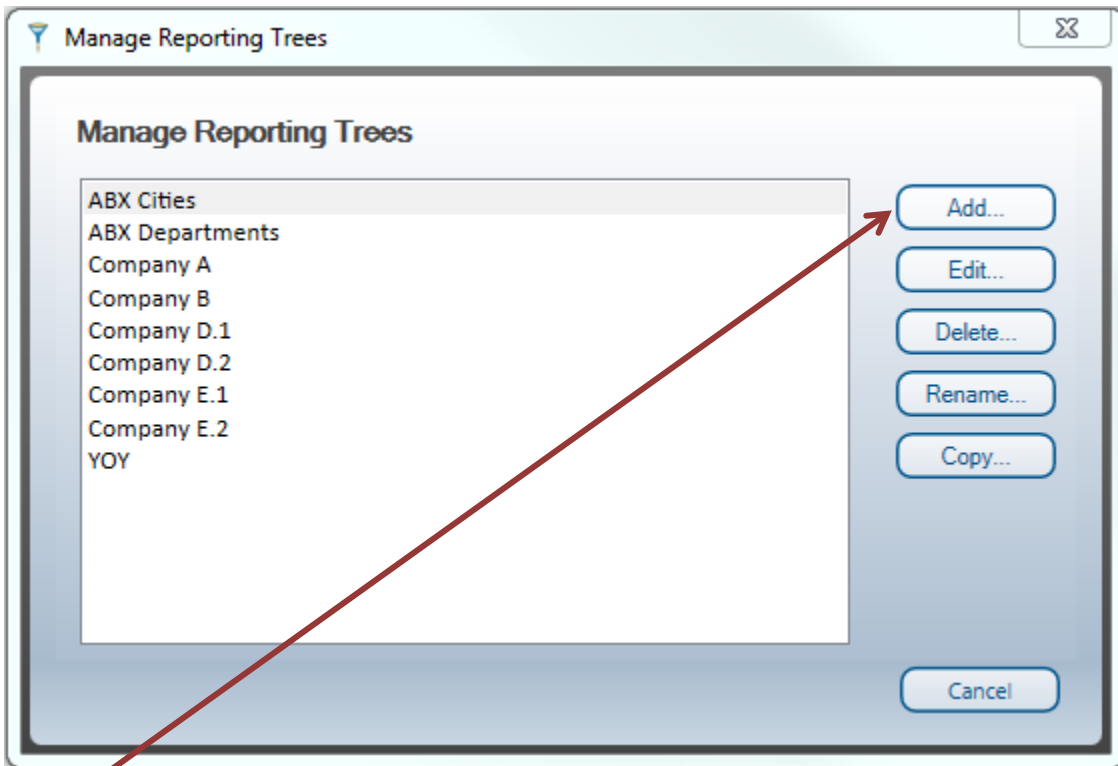 Manage Reporting Trees
Manage Reporting Trees
ABX Cities
ABX Departments
Company A
Company B
Company D.1
Company D.2
Company E.1
Company E.2
YOY
Add...
Edit...
Delete...
Rename...
Copy...
Cancel